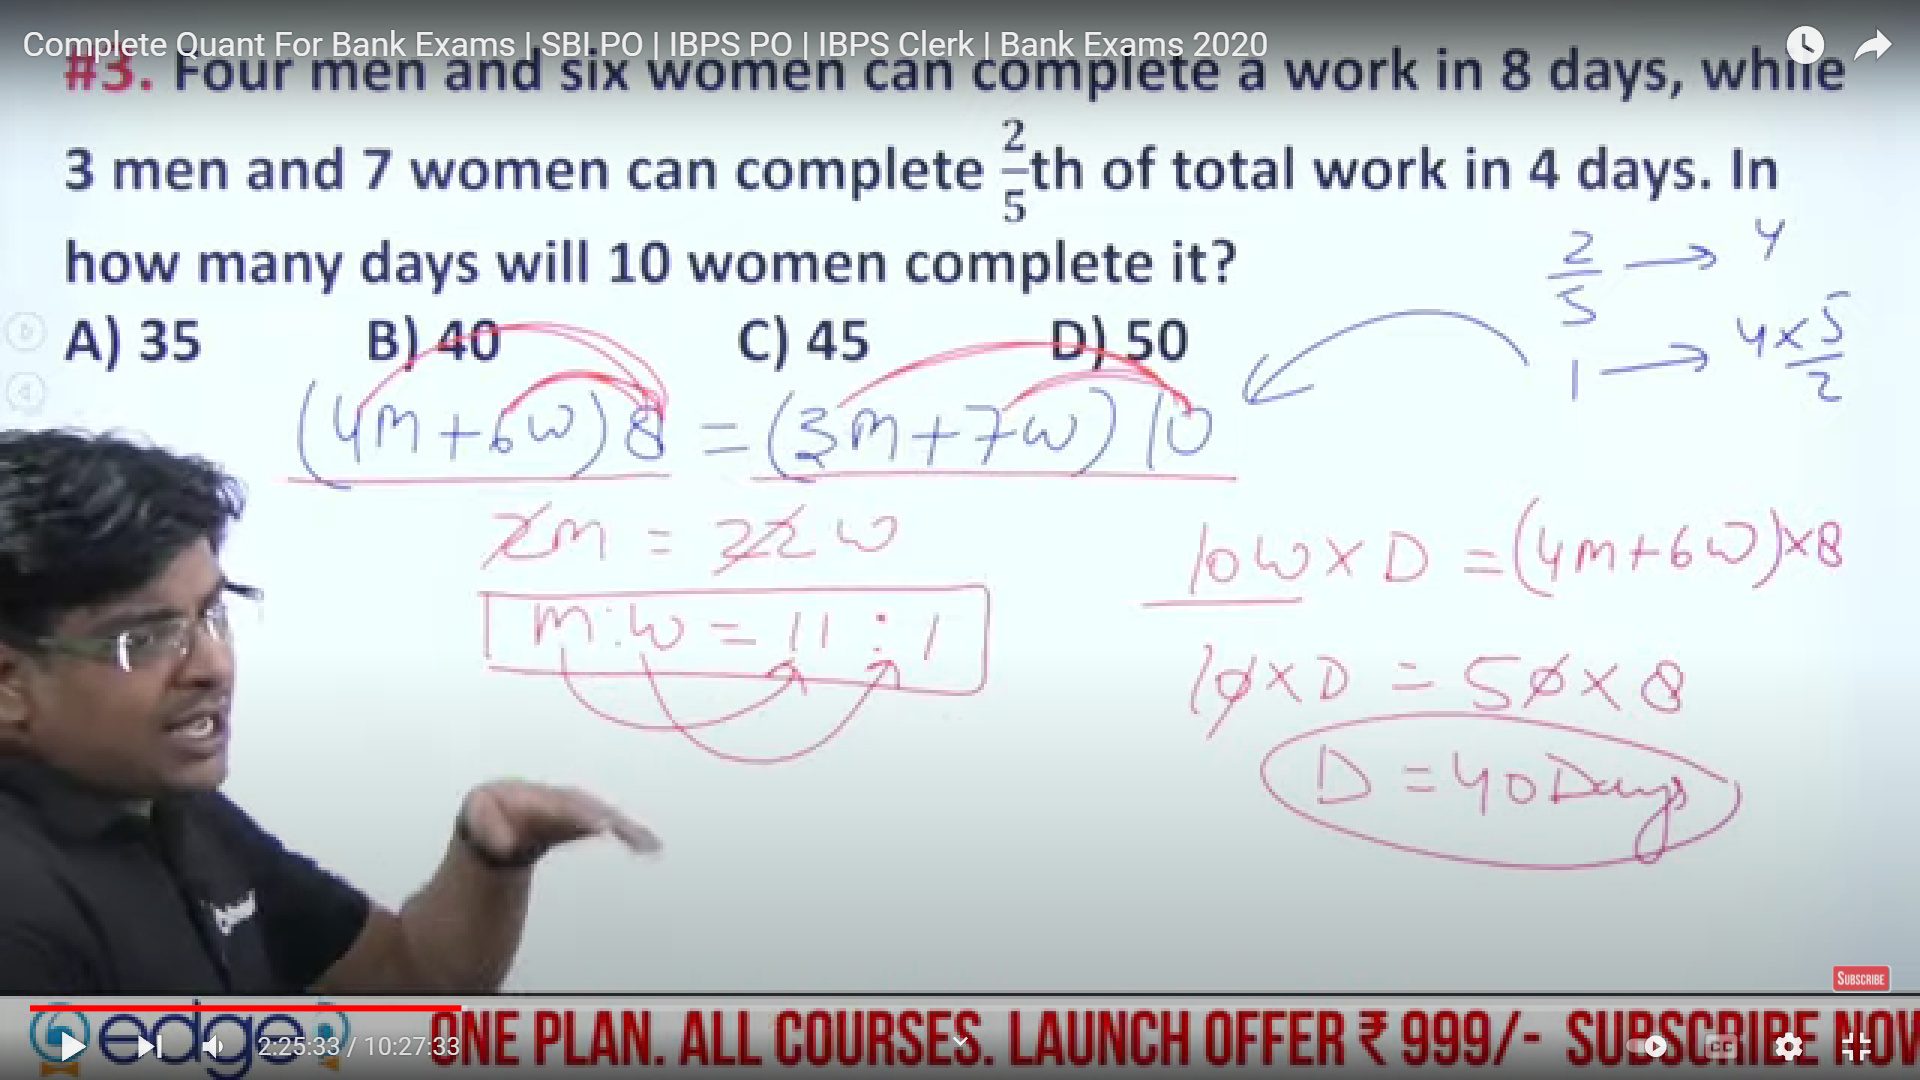 Complete Quant For Bank Exams | SBI PO | IBPS PO | IBPS Clerk | Bank Exams 2020
#3. Four men and six women can complete a work in 8 days, while
3 men and 7 women can complete 2/5th of total work in 4 days. In
how many days will 10 women complete it?
A) 35 B) 40 C) 45 D) 50
2/5 → 4
1 → 4×5/2
(4m+6w)8 = (3m+7w)10
2m = 22w
m:w = 11:1
10w×D = (4m+6w)×8
10×D = 50×8
D = 40 Days
SUBSCRIBE
edge
ONE PLAN. ALL COURSES. LAUNCH OFFER ₹ 999/- SUBSCRIBE NOW
2:25:33 / 10:27:33
CC